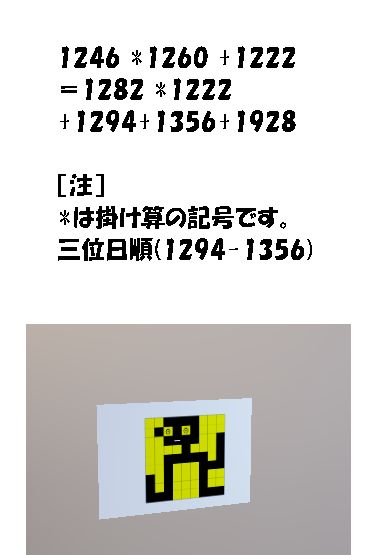 1246 *1260 +1222
=1282 *1222
+1294+1356+1928
[注]
*は掛け算の記号です。
三位日順(1294-1356)